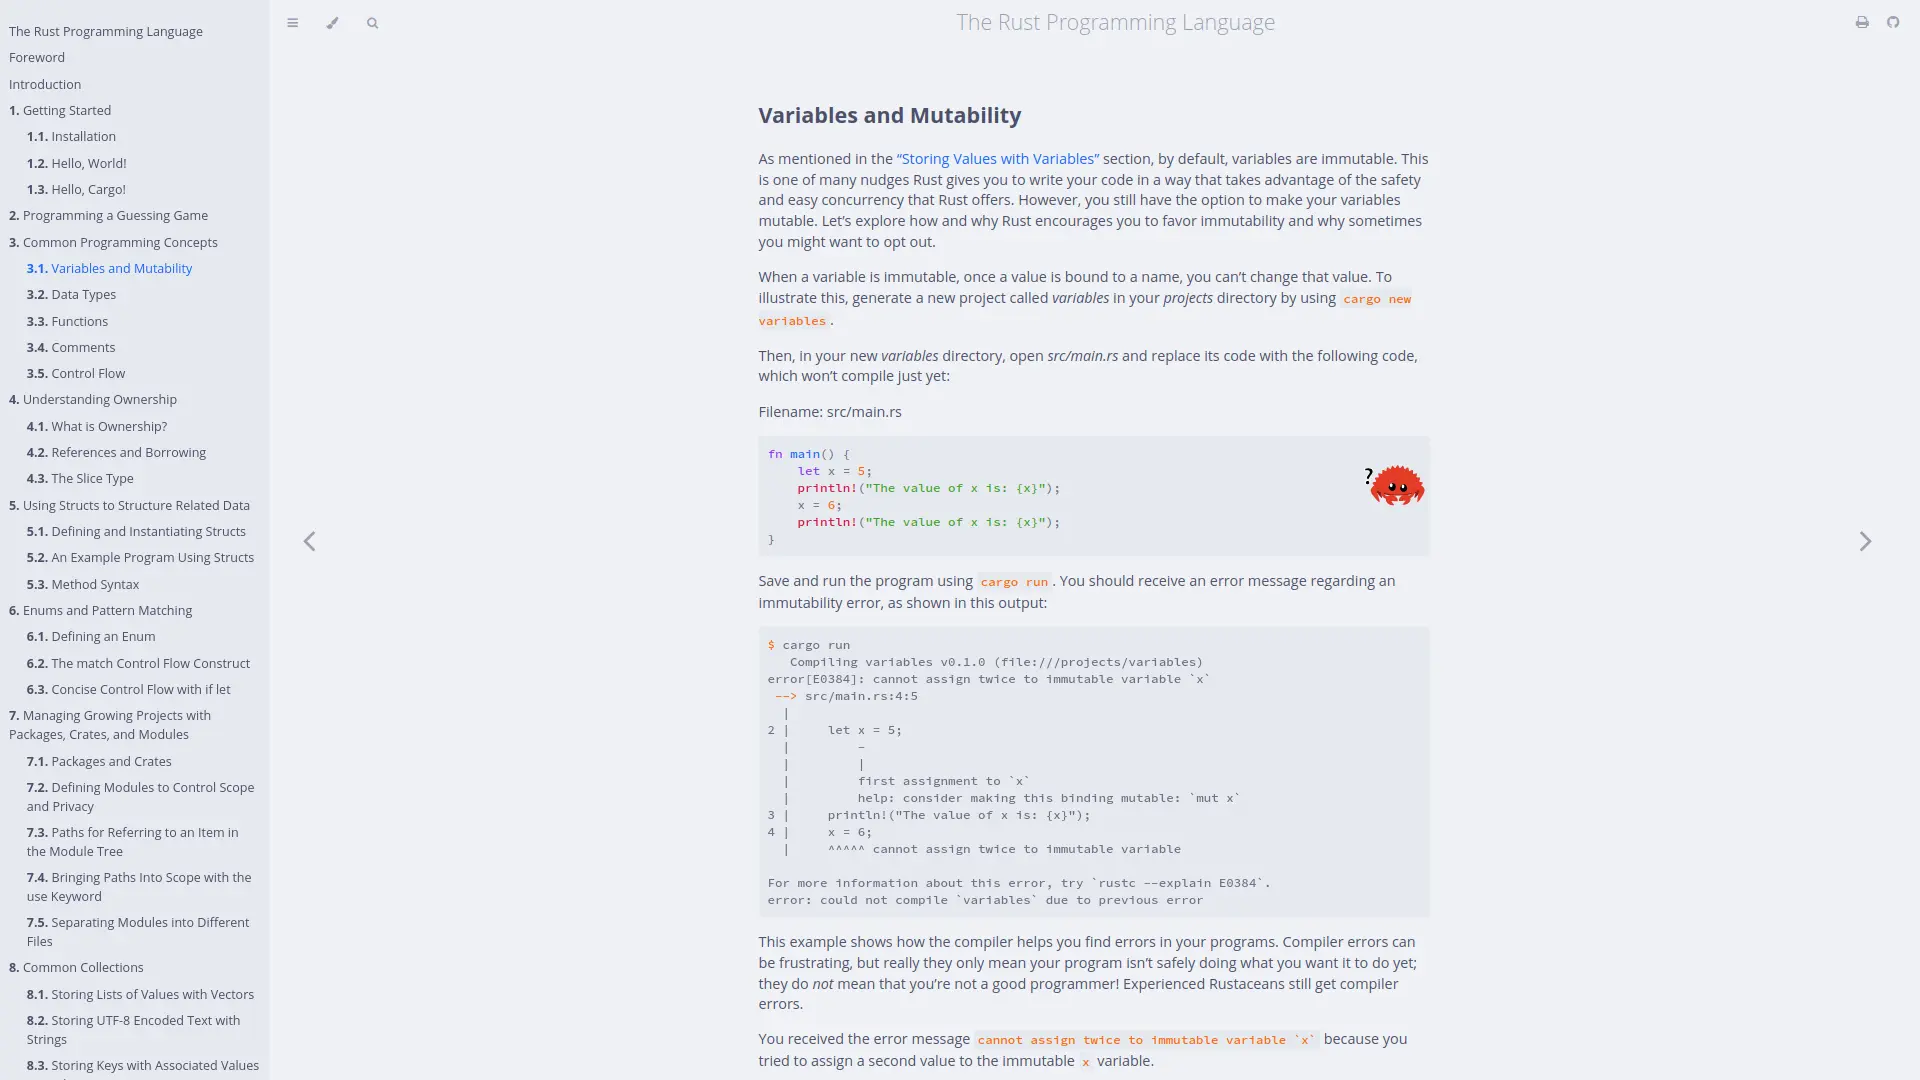 The Rust Programming Language
Foreword
Introduction
1. Getting Started
1.1. Installation
1.2. Hello, World!
1.3. Hello, Cargo!
2. Programming a Guessing Game
3. Common Programming Concepts
3.1. Variables and Mutability
3.2. Data Types
3.3. Functions
3.4. Comments
3.5. Control Flow
4. Understanding Ownership
4.1. What is Ownership?
4.2. References and Borrowing
4.3. The Slice Type
5. Using Structs to Structure Related Data
5.1. Defining and Instantiating Structs
5.2. An Example Program Using Structs
5.3. Method Syntax
6. Enums and Pattern Matching
6.1. Defining an Enum
6.2. The match Control Flow Construct
6.3. Concise Control Flow with if let
7. Managing Growing Projects with
Packages, Crates, and Modules
7.1. Packages and Crates
7.2. Defining Modules to Control Scope
and Privacy
7.3. Paths for Referring to an Item in
the Module Tree
7.4. Bringing Paths Into Scope with the
use Keyword
7.5. Separating Modules into Different
Files
8. Common Collections
8.1. Storing Lists of Values with Vectors
8.2. Storing UTF-8 Encoded Text with
Strings
8.3. Storing Keys with Associated Values
The Rust Programming Language
Variables and Mutability
As mentioned in the “Storing Values with Variables” section, by default, variables are immutable. This
is one of many nudges Rust gives you to write your code in a way that takes advantage of the safety
and easy concurrency that Rust offers. However, you still have the option to make your variables
mutable. Let’s explore how and why Rust encourages you to favor immutability and why sometimes
you might want to opt out.
When a variable is immutable, once a value is bound to a name, you can’t change that value. To
illustrate this, generate a new project called variables in your projects directory by using cargo new
variables.
Then, in your new variables directory, open src/main.rs and replace its code with the following code,
which won’t compile just yet:
Filename: src/main.rs
fn main() {
    let x = 5;
    println!("The value of x is: {x}");
    x = 6;
    println!("The value of x is: {x}");
}
?
Save and run the program using cargo run. You should receive an error message regarding an
immutability error, as shown in this output:
$ cargo run
   Compiling variables v0.1.0 (file:///projects/variables)
error[E0384]: cannot assign twice to immutable variable `x`
 --> src/main.rs:4:5
  |
2 |     let x = 5;
  |         -
  |         |
  |         first assignment to `x`
  |         help: consider making this binding mutable: `mut x`
3 |     println!("The value of x is: {x}");
4 |     x = 6;
  |     ^^^^^ cannot assign twice to immutable variable
For more information about this error, try `rustc --explain E0384`.
error: could not compile `variables` due to previous error
This example shows how the compiler helps you find errors in your programs. Compiler errors can
be frustrating, but really they only mean your program isn’t safely doing what you want it to do yet;
they do not mean that you’re not a good programmer! Experienced Rustaceans still get compiler
errors.
You received the error message cannot assign twice to immutable variable `x` because you
tried to assign a second value to the immutable x variable.